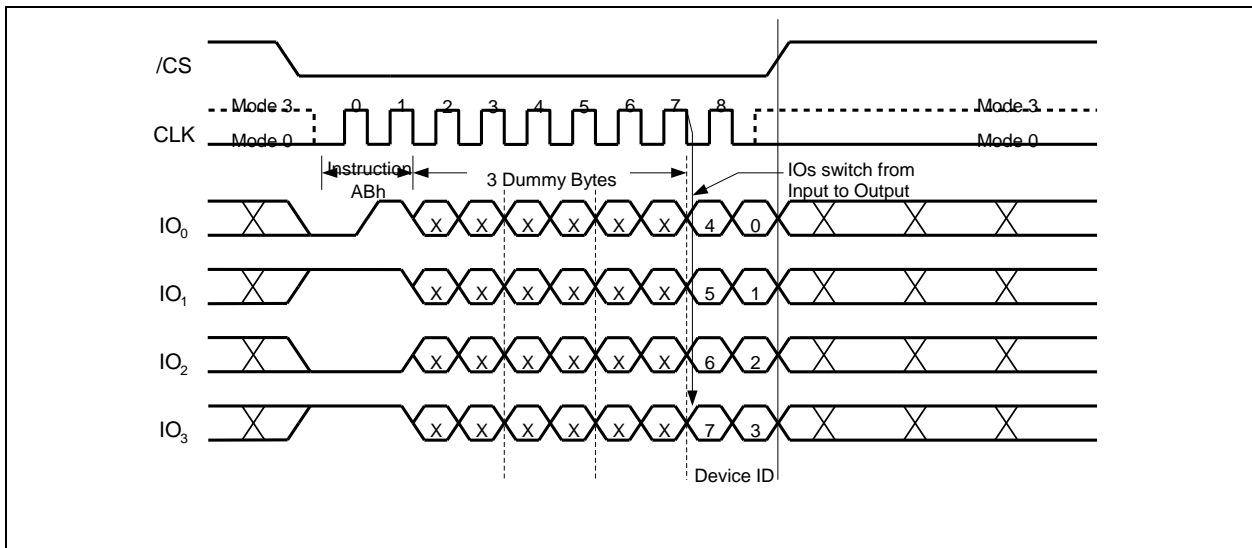 /CS
Mode 3 0 1 2 3 4 5 6 7 8 Mode 3
CLK Mode 0 Mode 0
Instruction ABh
3 Dummy Bytes
IOs switch from
Input to Output
IO0 X X X X X X 4 0
IO1 X X X X X X 5 1
IO2 X X X X X X 6 2
IO3 X X X X X X 7 3
Device ID